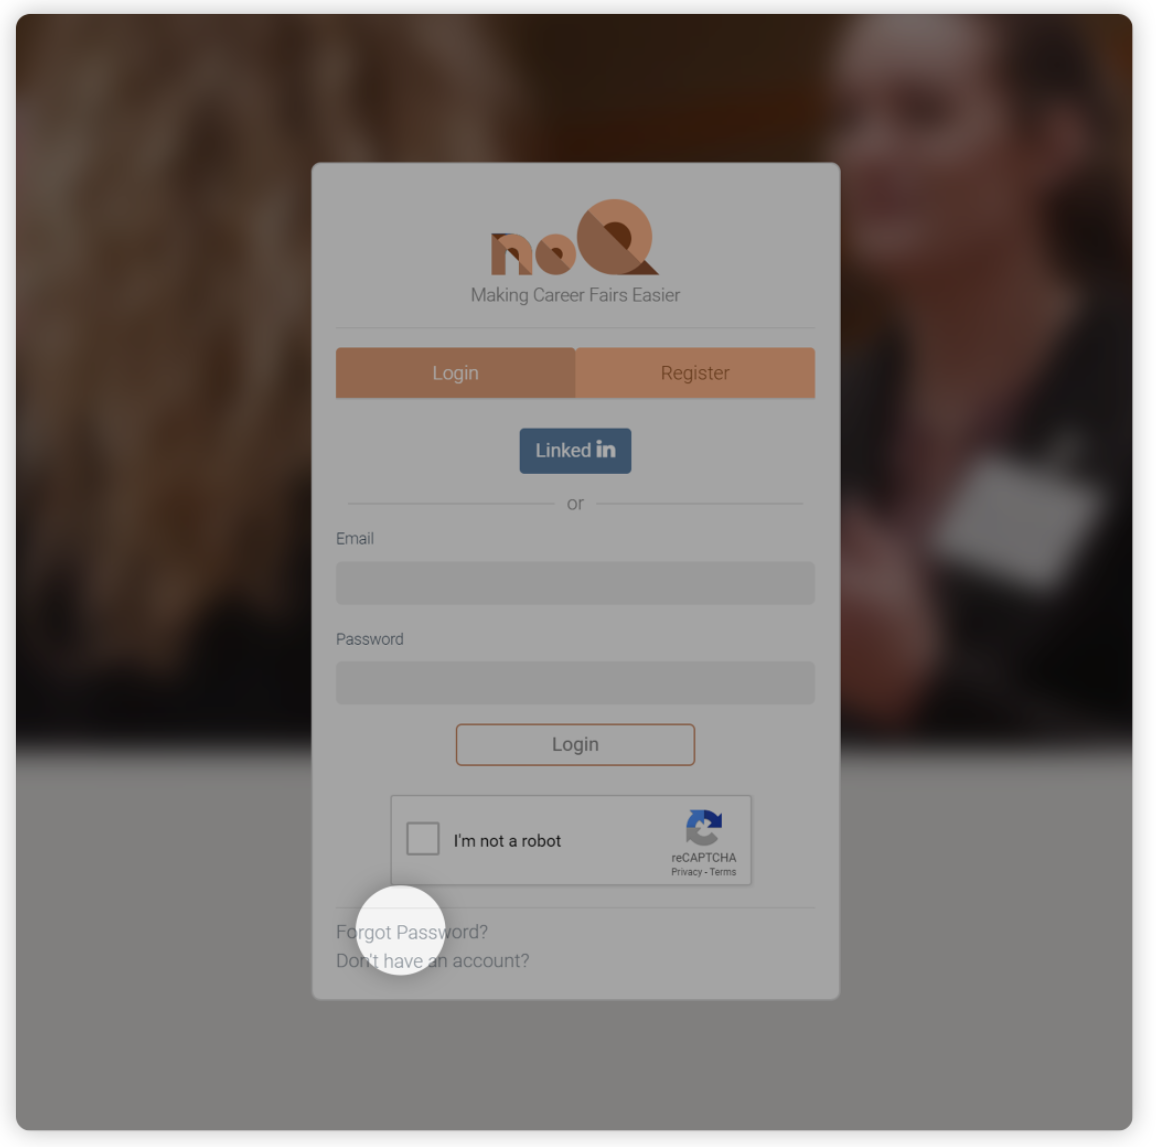 noQ
Making Career Fairs Easier
Login Register
Linked in
or
Email
Password
Login
I'm not a robot
reCAPTCHA
Privacy - Terms
Forgot Password?
Don't have an account?